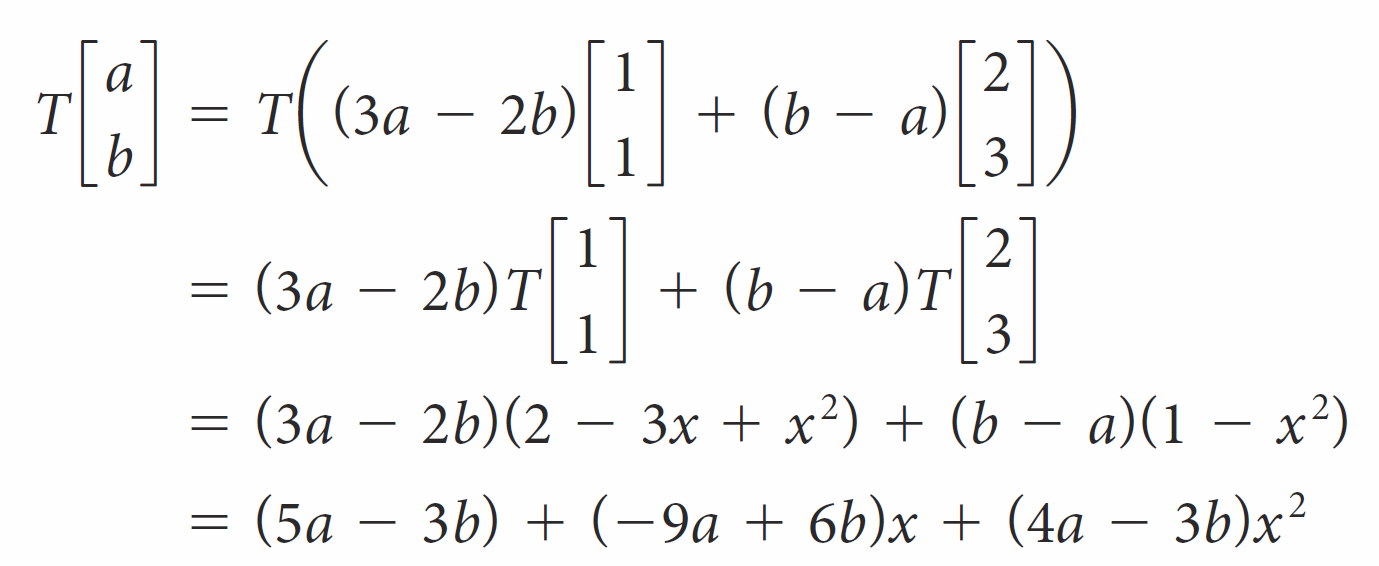 T[a b] = T((3a − 2b)[1 1] + (b − a)[2 3])
= (3a − 2b)T[1 1] + (b − a)T[2 3]
= (3a − 2b)(2 − 3x + x²) + (b − a)(1 − x²)
= (5a − 3b) + (−9a + 6b)x + (4a − 3b)x²